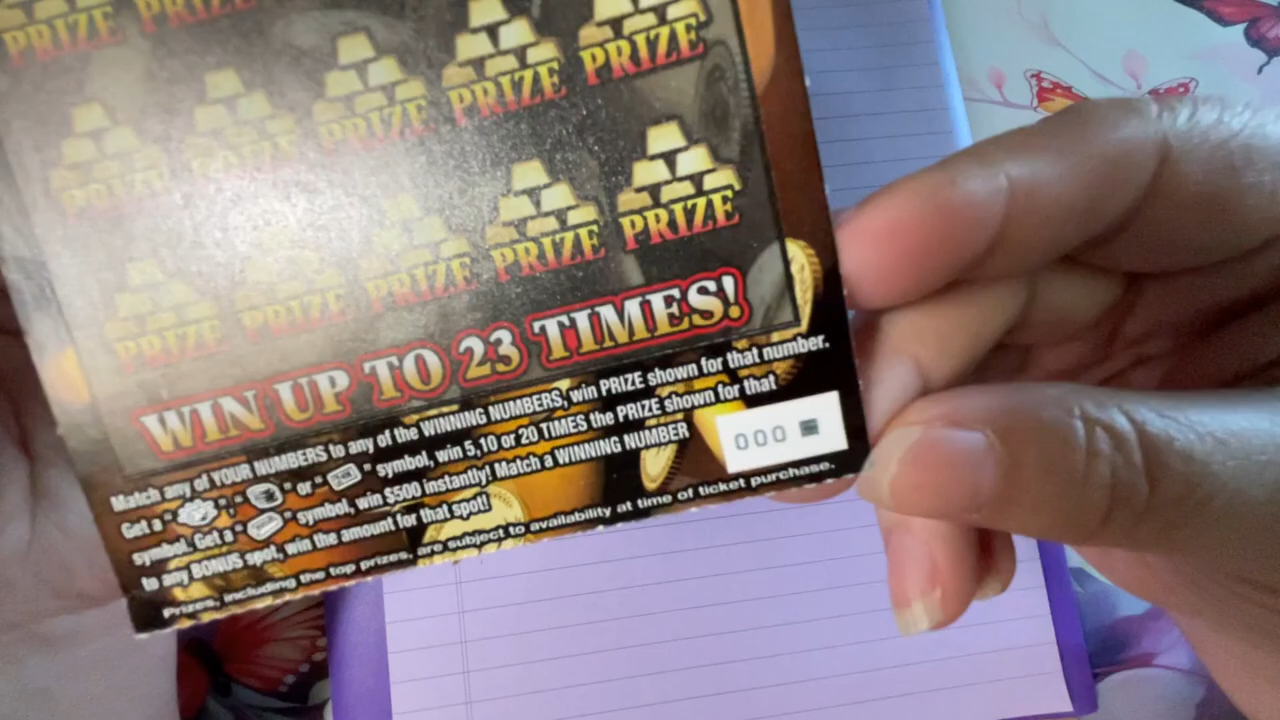 PRIZE PRIZE
PRIZE PRIZE PRIZE PRIZE PRIZE
PRIZE PRIZE PRIZE PRIZE PRIZE
WIN UP TO 23 TIMES!
Match any of YOUR NUMBERS to any of the WINNING NUMBERS, win PRIZE shown for that number.
Get a " ", " " or " " symbol, win 5,10 or 20 TIMES the PRIZE shown for that
symbol. Get a " " symbol, win $500 instantly! Match a WINNING NUMBER
to any BONUS spot, win the amount for that spot!
000
Prizes, including the top prizes, are subject to availability at time of ticket purchase.